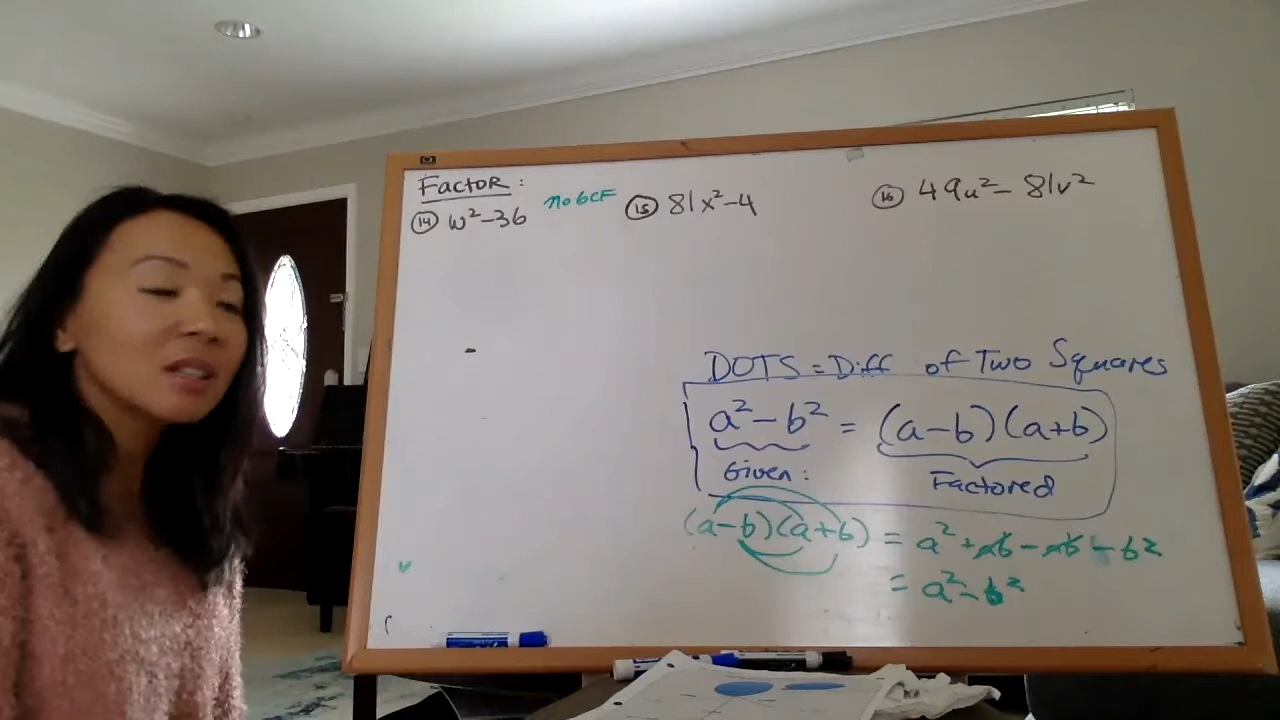 Factor:
14 w²-36 no GCF
15 81x²-4
16 49u²-81v²
DOTS = Diff of Two Squares
a²-b² = (a-b)(a+b)
Given: Factored
(a-b)(a+b) = a²+ab-ab-b²
= a²-b²